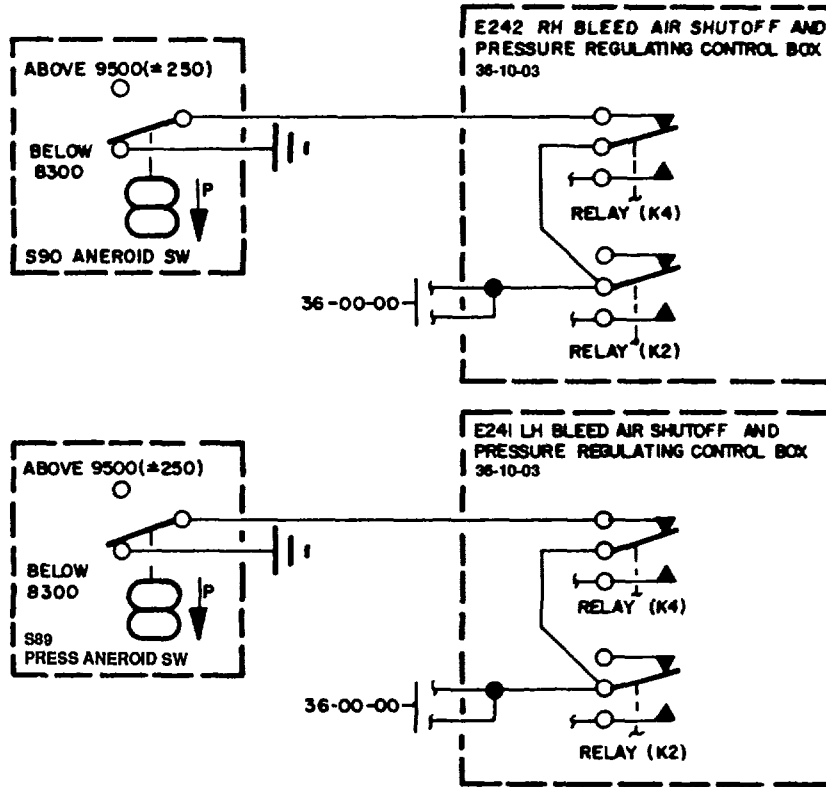 E242 RH BLEED AIR SHUTOFF AND
PRESSURE REGULATING CONTROL BOX
36-10-03
ABOVE 9500(±250)
BELOW
8300
P
S90 ANEROID SW
RELAY (K4)
36-00-00
RELAY (K2)
E241 LH BLEED AIR SHUTOFF AND
PRESSURE REGULATING CONTROL BOX
36-10-03
ABOVE 9500(±250)
BELOW
8300
P
S89
PRESS ANEROID SW
RELAY (K4)
36-00-00
RELAY (K2)